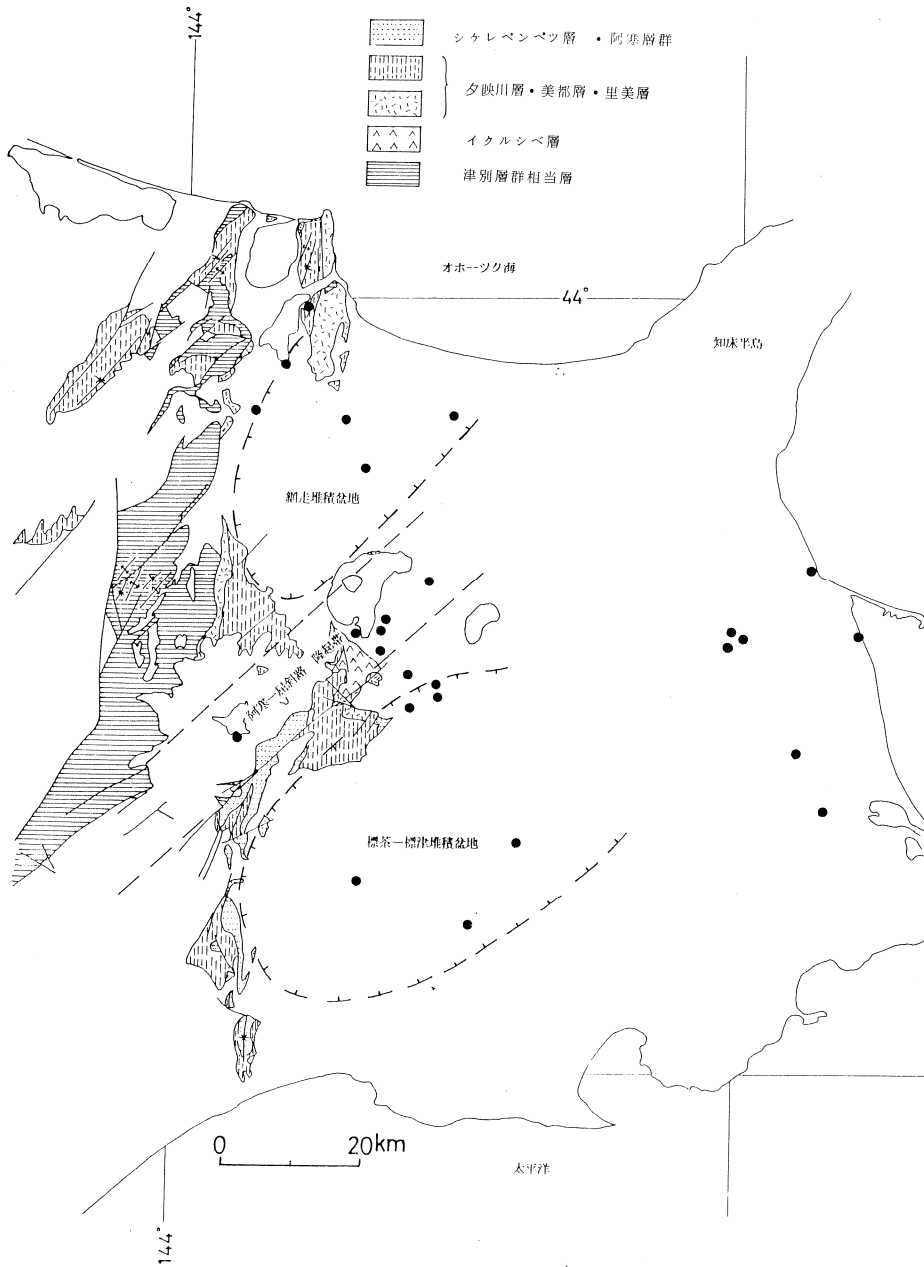 144°
シケレペンペツ層 ・ 阿寒層群
夕映川層・美都層・里美層
イクルシベ層
津別層群相当層
オホーツク海
44°
知床半島
網走堆積盆地
阿寒ー屈斜路 隆起帯
標茶ー標津堆積盆地
0 20km
太平洋
144°